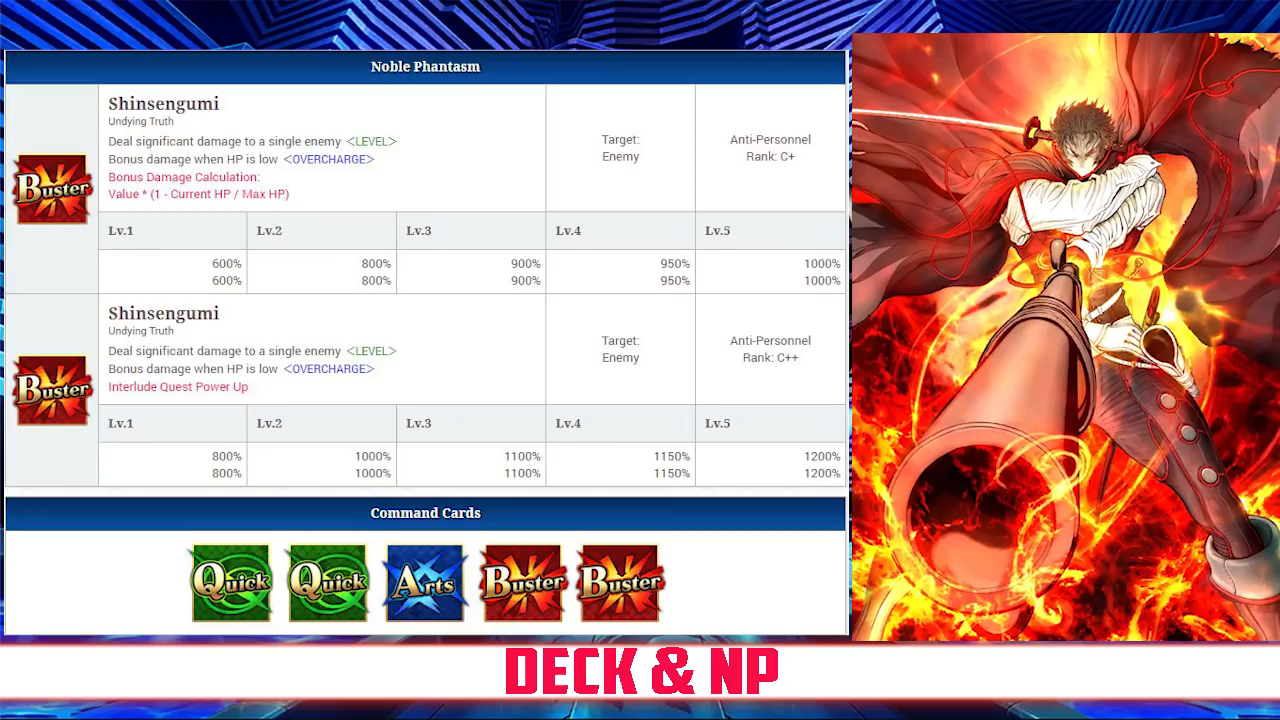 Noble Phantasm
Buster
Shinsengumi
Undying Truth
Deal significant damage to a single enemy <LEVEL>
Bonus damage when HP is low <OVERCHARGE>
Bonus Damage Calculation:
Value * (1 - Current HP / Max HP)
Target:
Enemy
Anti-Personnel
Rank: C+
Lv.1 Lv.2 Lv.3 Lv.4 Lv.5
600% 800% 900% 950% 1000%
600% 800% 900% 950% 1000%
Buster
Shinsengumi
Undying Truth
Deal significant damage to a single enemy <LEVEL>
Bonus damage when HP is low <OVERCHARGE>
Interlude Quest Power Up
Target:
Enemy
Anti-Personnel
Rank: C++
Lv.1 Lv.2 Lv.3 Lv.4 Lv.5
800% 1000% 1100% 1150% 1200%
800% 1000% 1100% 1150% 1200%
Command Cards
Quick Quick Arts Buster Buster
DECK & NP